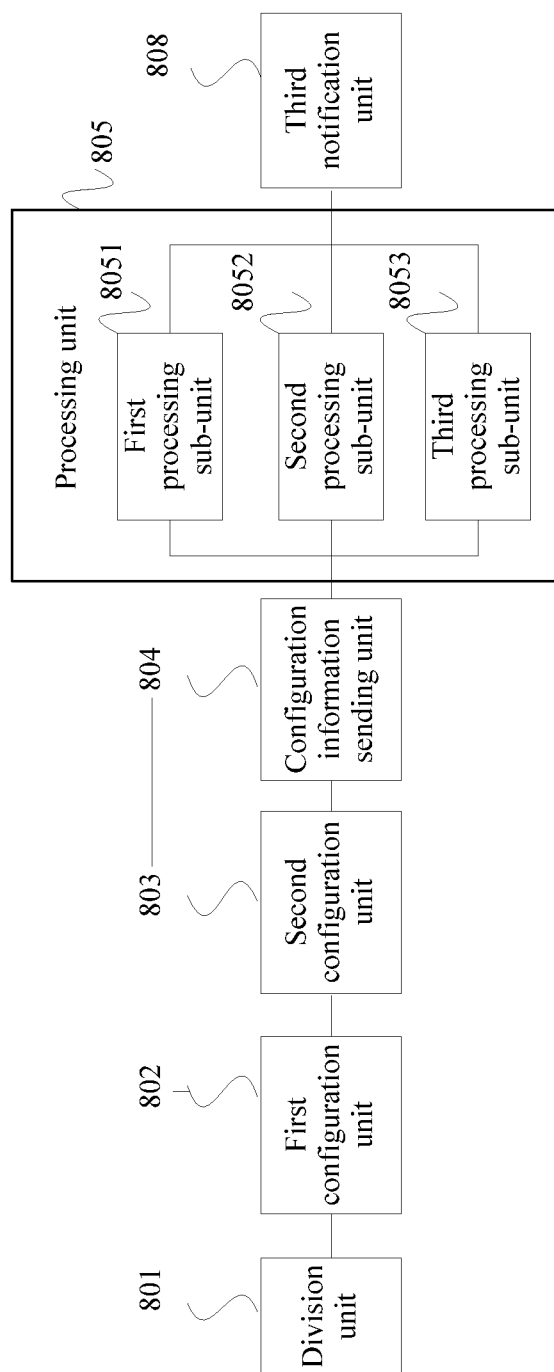 801
Division
unit
802
First
configuration
unit
803
Second
configuration
unit
804
Configuration
information
sending unit
805
Processing unit
8051
First
processing
sub-unit
8052
Second
processing
sub-unit
8053
Third
processing
sub-unit
808
Third
notification
unit